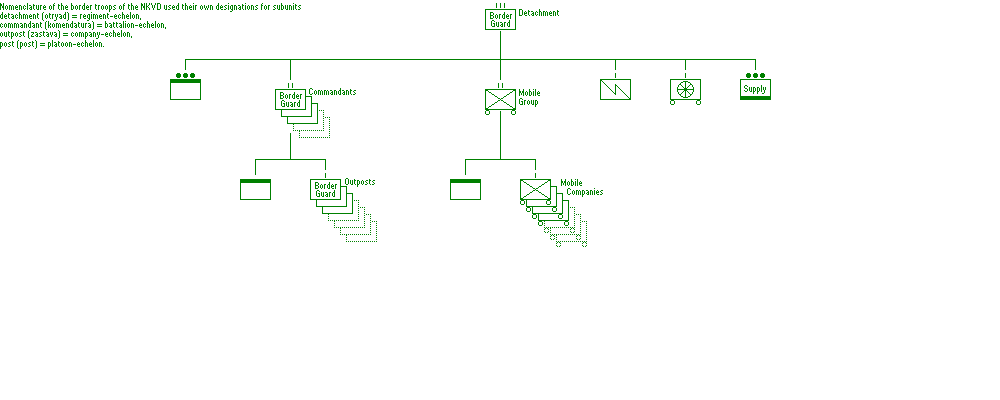 Nomenclature of the border troops of the NKVD used their own designations for subunits
detachment (otryad) = regiment-echelon,
commandant (komendatura) = battalion-echelon,
outpost (zastava) = company-echelon,
post (post) = platoon-echelon.
Border
Guard
Detachment
Border
Guard
Commandants
Mobile
Group
Supply
Border
Guard
Outposts
Mobile
Companies